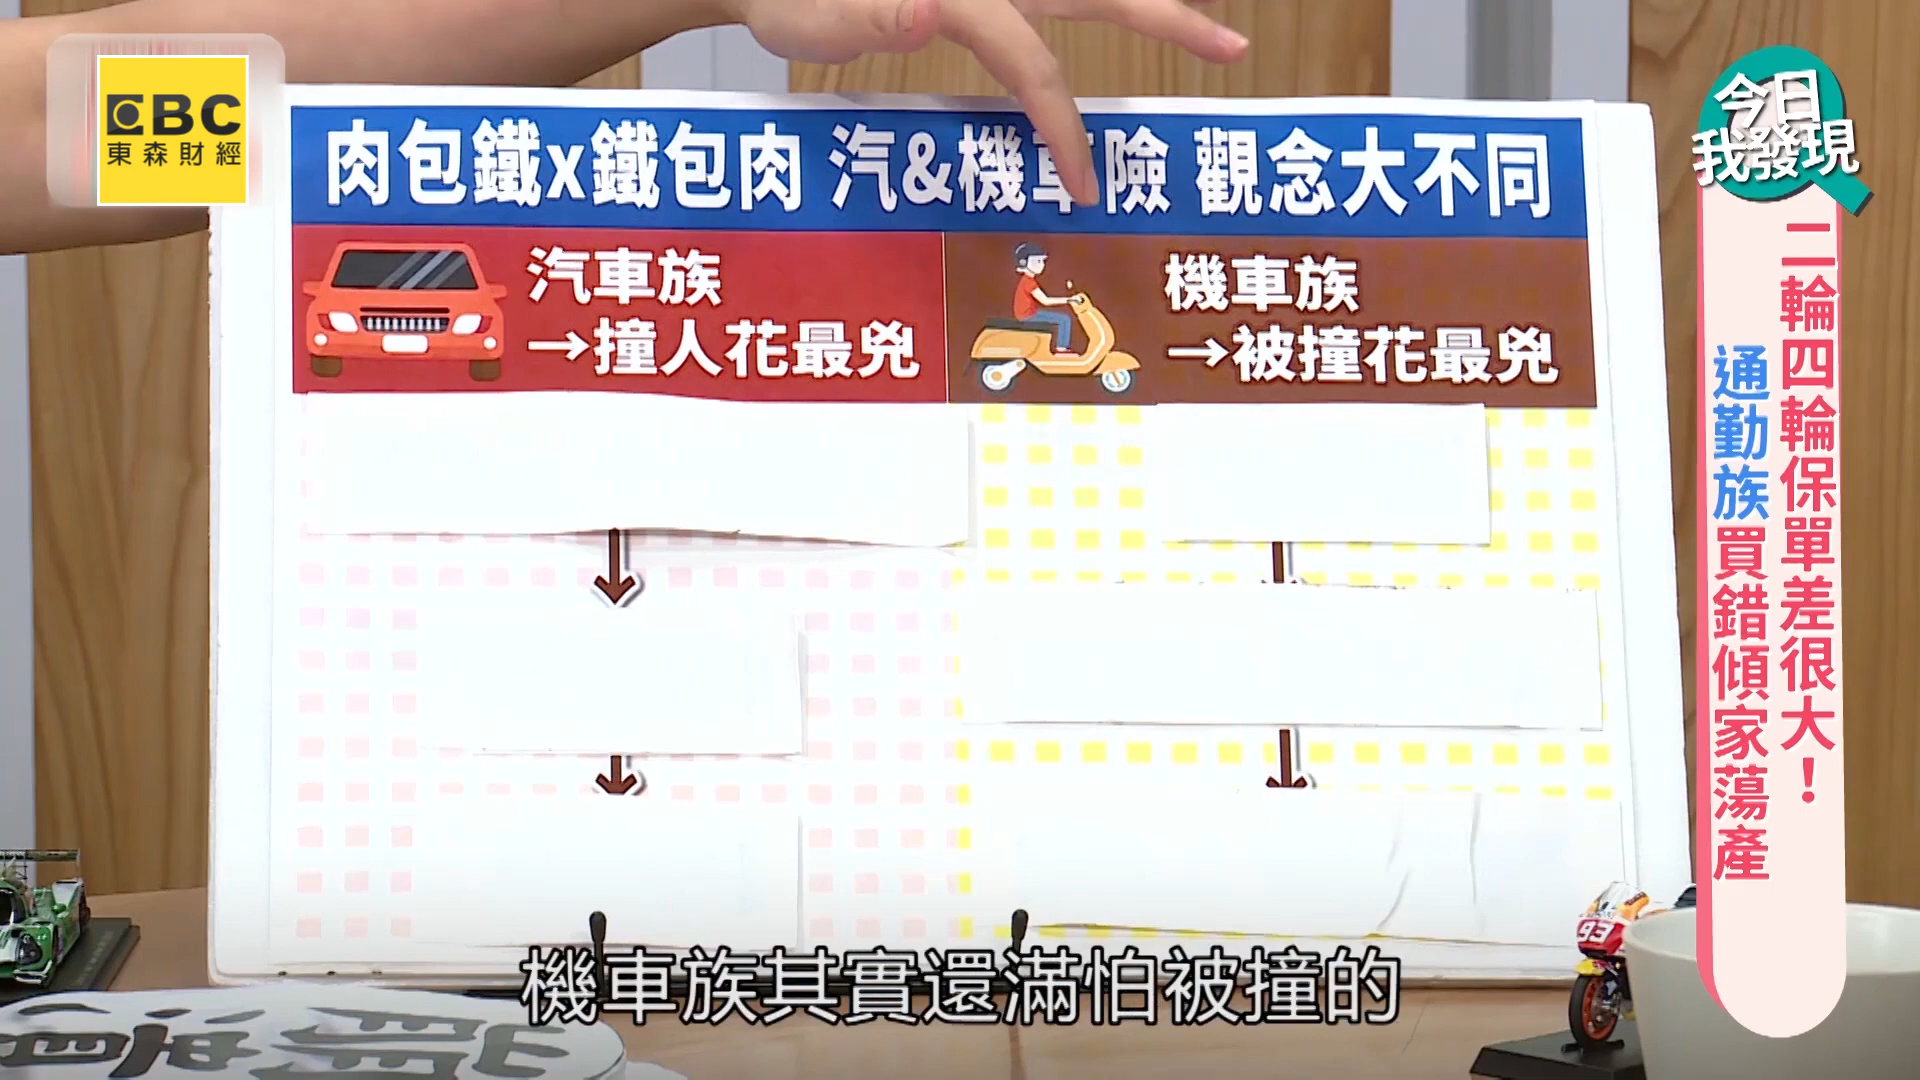 EBC
東森財經
肉包鐵x鐵包肉 汽&機車險 觀念大不同
汽車族
→撞人花最兇
機車族
→被撞花最兇
今日
我發現
二輪四輪保單差很大!
通勤族買錯傾家蕩產
93
機車族其實還滿怕被撞的